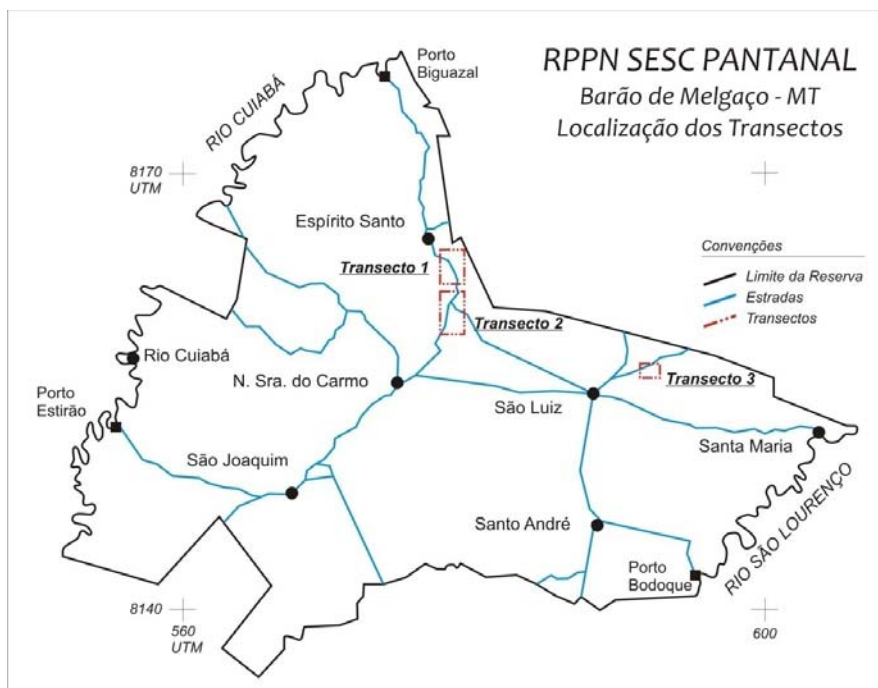 RPPN SESC PANTANAL
Barão de Melgaço - MT
Localização dos Transectos
Porto
Biguazal
RIO CUIABÁ
8170
UTM
Espírito Santo
Transecto 1
Convenções
Limite da Reserva
Estradas
Transectos
Transecto 2
Rio Cuiabá
N. Sra. do Carmo
Transecto 3
Porto
Estirão
São Luiz
Santa Maria
São Joaquim
Santo André
RIO SÃO LOURENÇO
Porto
Bodoque
8140
560
UTM
600